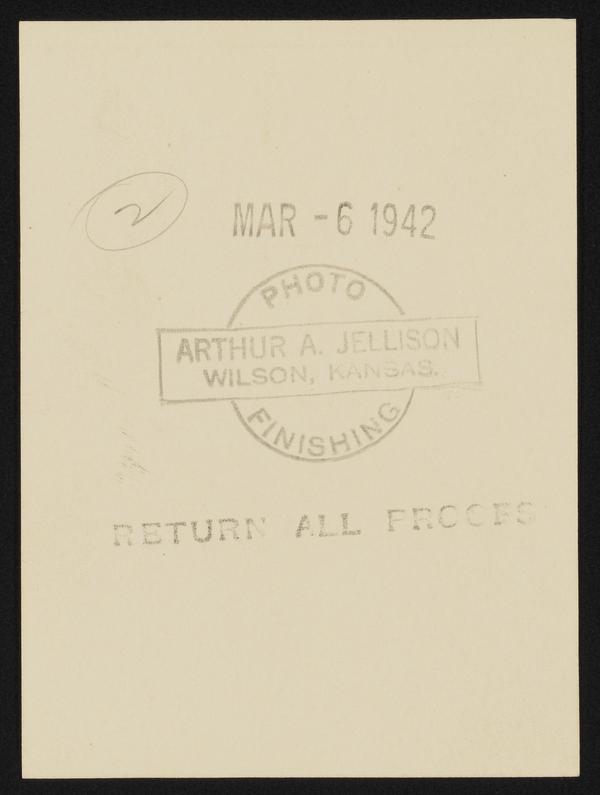 2
MAR -6 1942
PHOTO
ARTHUR A. JELLISON
WILSON, KANSAS.
FINISHING
RETURN ALL PROOFS